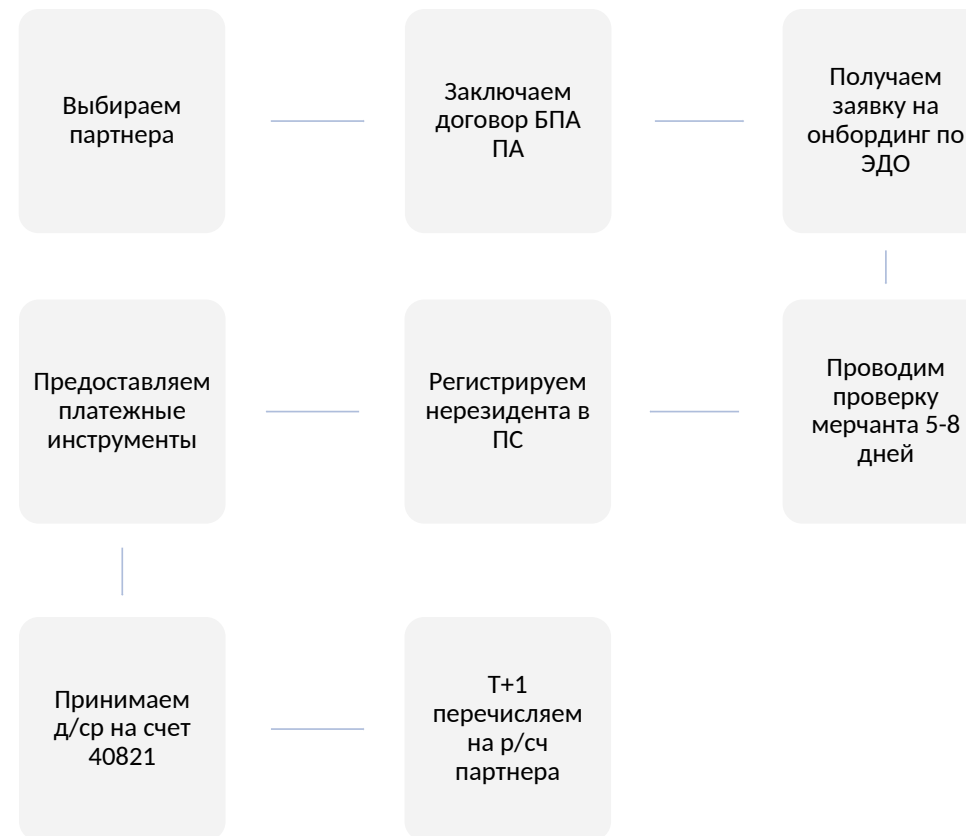 Выбираем
партнера
Заключаем
договор БПА
ПА
Получаем
заявку на
онбординг по
ЭДО
Проводим
проверку
мерчанта 5-8
дней
Регистрируем
нерезидента в
ПС
Предоставляем
платежные
инструменты
Принимаем
д/ср на счет
40821
Т+1
перечисляем
на р/сч
партнера